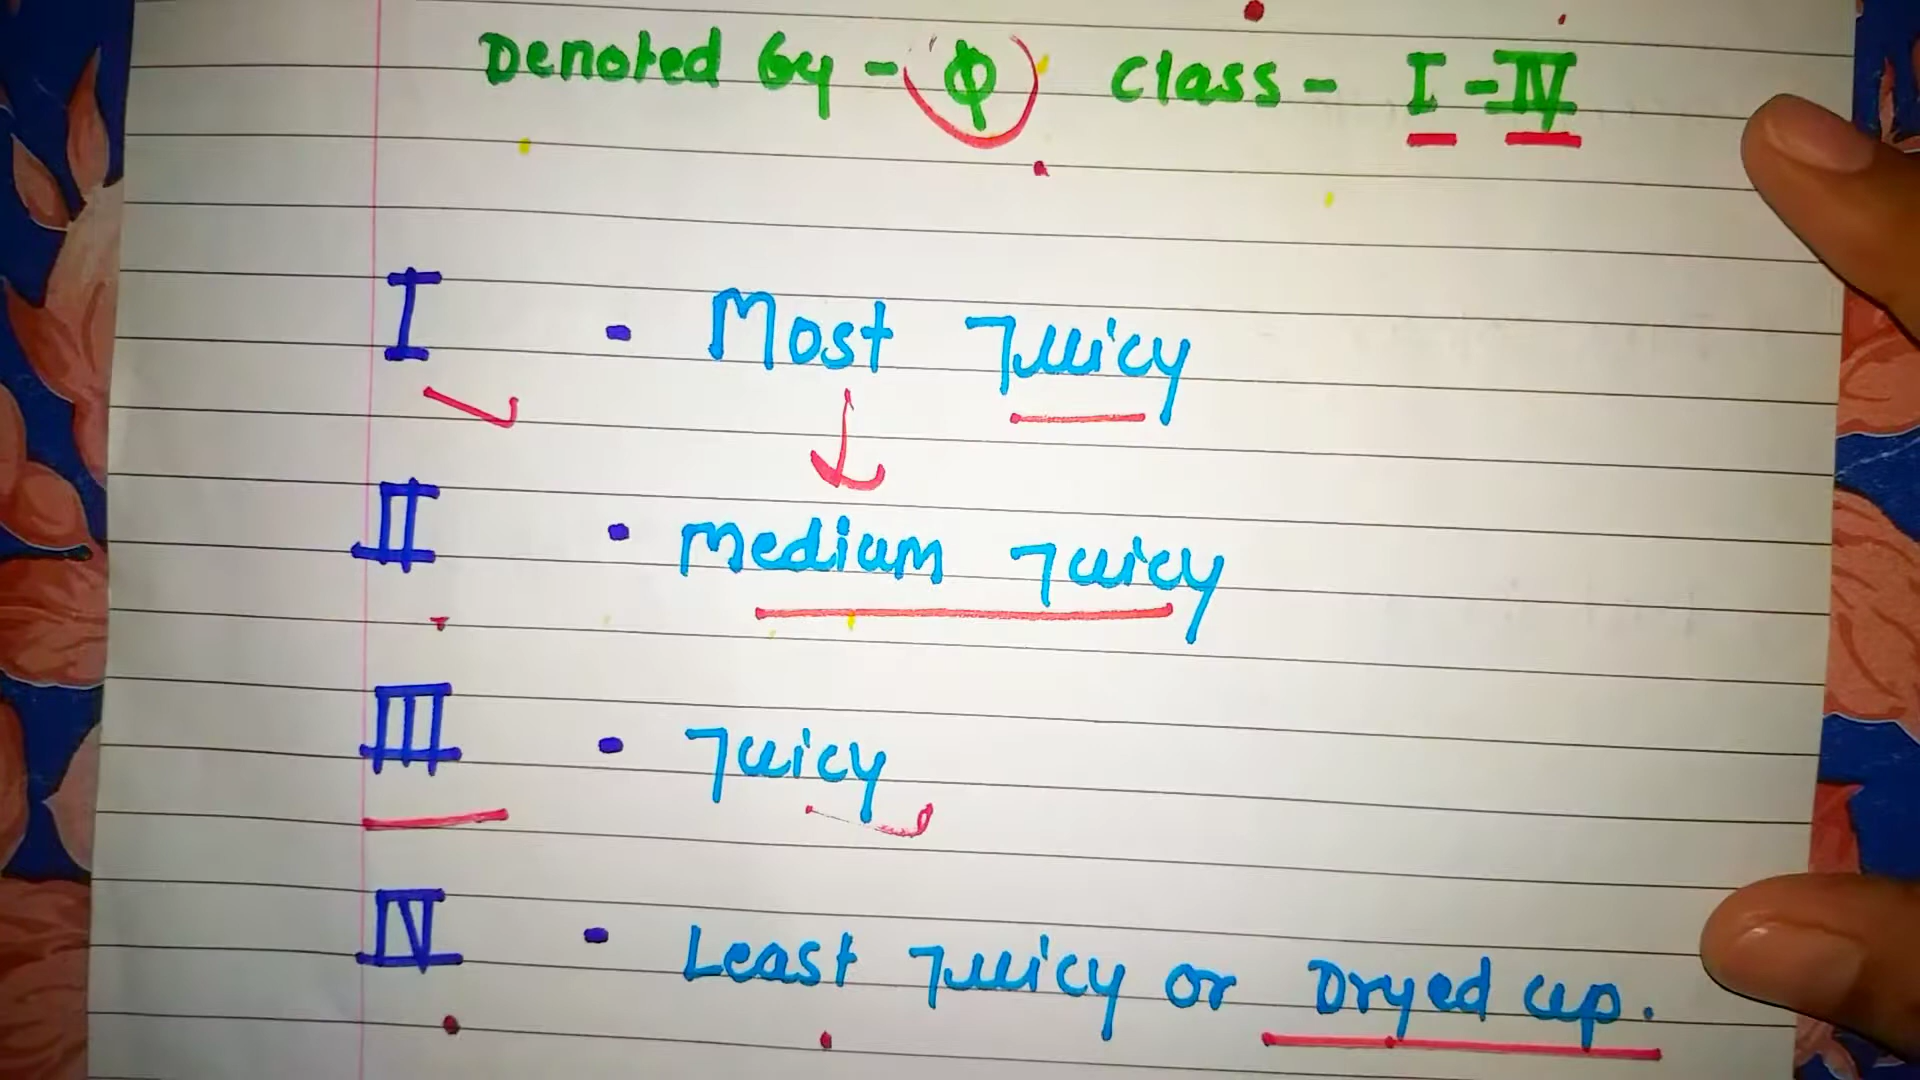 Denoted by - Φ Class - I - IV
I - Most Juicy
II - Medium Juicy
III - Juicy
IV - Least Juicy or Dryed up.